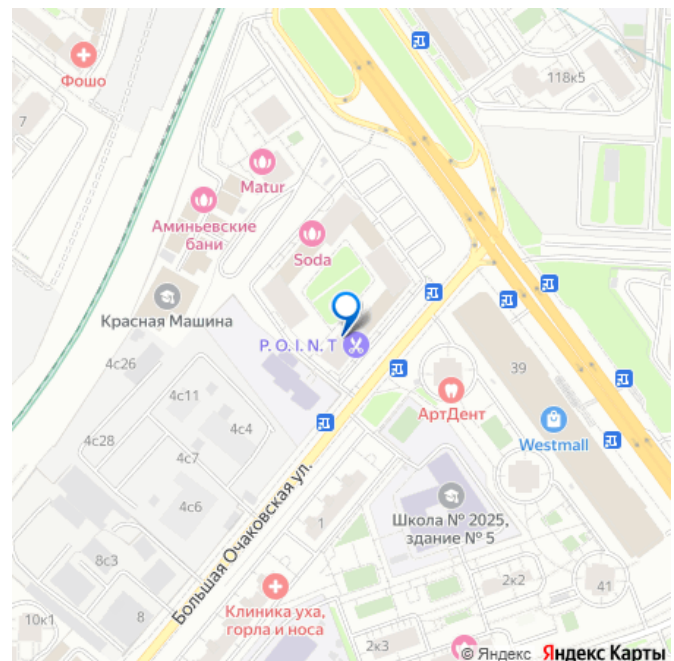 Фошо
118к5
7
Matur
Аминьевские
бани
Soda
Красная Машина
P. O. I. N. T
4с26
4с11
4с4
4с28
4с7
4с6
39
АртДент
Westmall
Большая Очаковская ул.
1
Школа № 2025,
здание № 5
8с3
8
10к1
Клиника уха,
горла и носа
2к2
41
2к3
© Яндекс Яндекс Карты